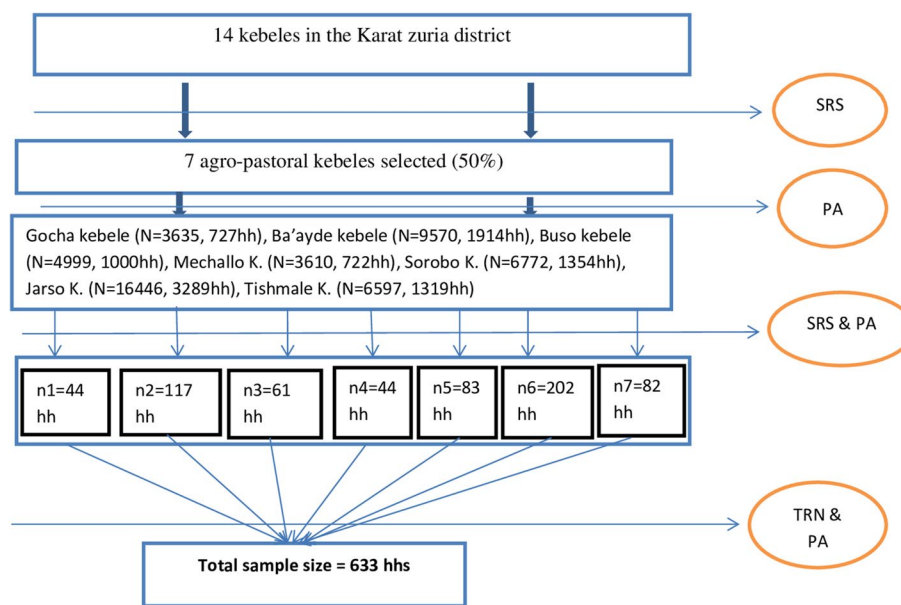 14 kebeles in the Karat zuria district
SRS
7 agro-pastoral kebeles selected (50%)
PA
Gocha kebele (N=3635, 727hh), Ba'ayde kebele (N=9570, 1914hh), Buso kebele
(N=4999, 1000hh), Mechallo K. (N=3610, 722hh), Sorobo K. (N=6772, 1354hh),
Jarso K. (N=16446, 3289hh), Tishmale K. (N=6597, 1319hh)
SRS & PA
n1=44
hh
n2=117
hh
n3=61
hh
n4=44
hh
n5=83
hh
n6=202
hh
n7=82
hh
TRN &
PA
Total sample size = 633 hhs